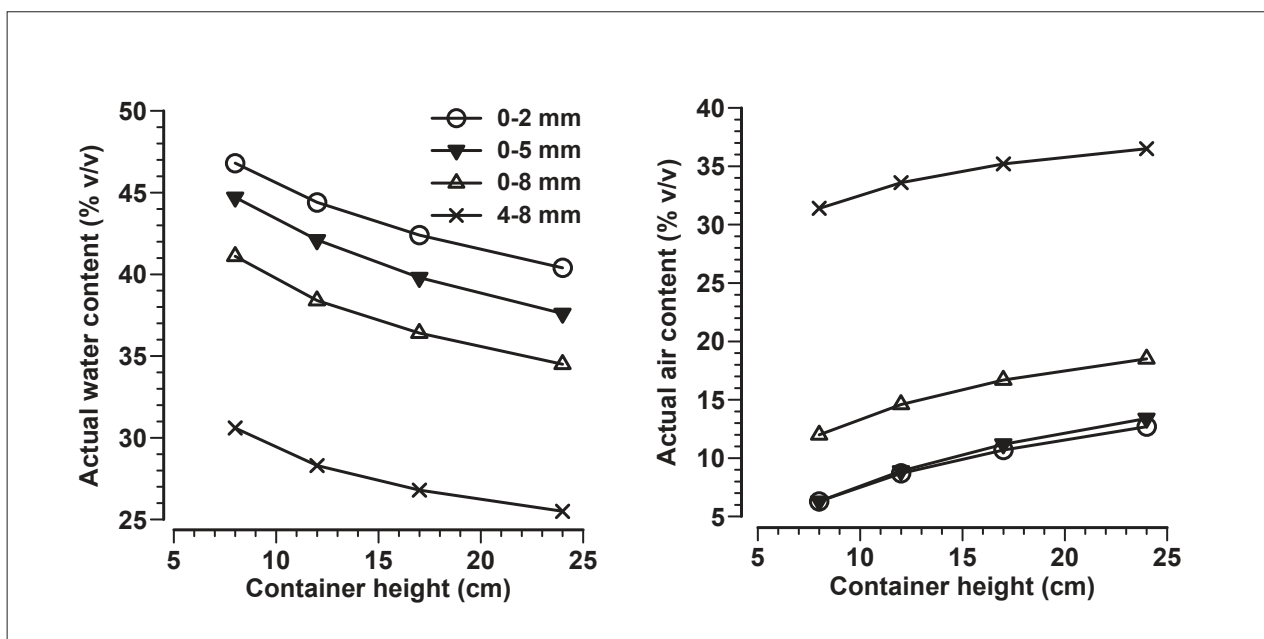 Actual water content (% v/v)
50
45
40
35
30
25
0-2 mm
0-5 mm
0-8 mm
4-8 mm
5 10 15 20 25
Container height (cm)
Actual air content (% v/v)
40
35
30
25
20
15
10
5
5 10 15 20 25
Container height (cm)